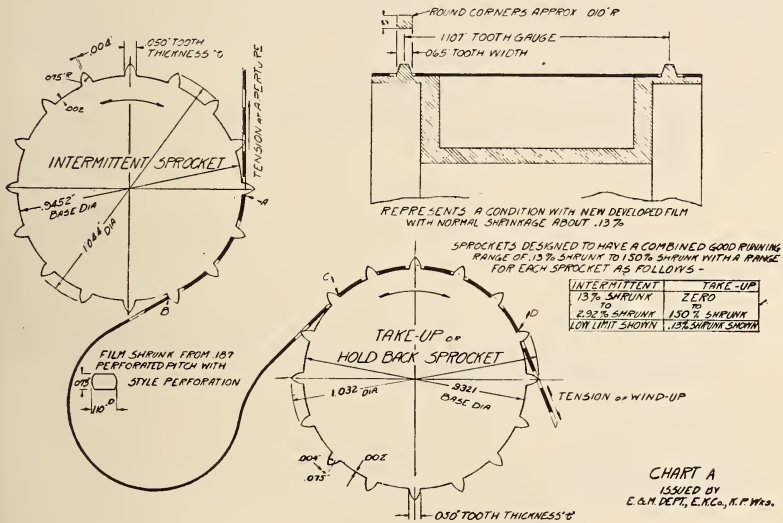 ROUND CORNERS APPROX .010"R
1.107" TOOTH GAUGE
.065" TOOTH WIDTH
.004"
.050" TOOTH
THICKNESS "C"
.075"R
.002
TENSION AT APERTURE
INTERMITTENT SPROCKET
.9452"
BASE DIA
1.044" DIA
A
B
REPRESENTS A CONDITION WITH NEW DEVELOPED FILM
WITH NORMAL SHRINKAGE ABOUT .13%
SPROCKETS DESIGNED TO HAVE A COMBINED GOOD RUNNING
RANGE OF .13% SHRUNK TO 1.50% SHRUNK WITH A RANGE
FOR EACH SPROCKET AS FOLLOWS -
INTERMITTENT TAKE-UP
.13% SHRUNK ZERO
TO TO
2.92% SHRUNK 1.50% SHRUNK
LOW LIMIT SHOWN .13% SHRUNK SHOWN
C
D
TAKE-UP OR
HOLD BACK SPROCKET
1.032 DIA
.9321
BASE DIA
TENSION OF WIND-UP
FILM SHRUNK FROM .187
PERFORATED PITCH WITH
STYLE PERFORATION
.075"
.110"
.004"
.075"
.002
.050" TOOTH THICKNESS "C"
CHART A
ISSUED BY
E. & M. DEPT., E.K.Co., K.P. WKS.